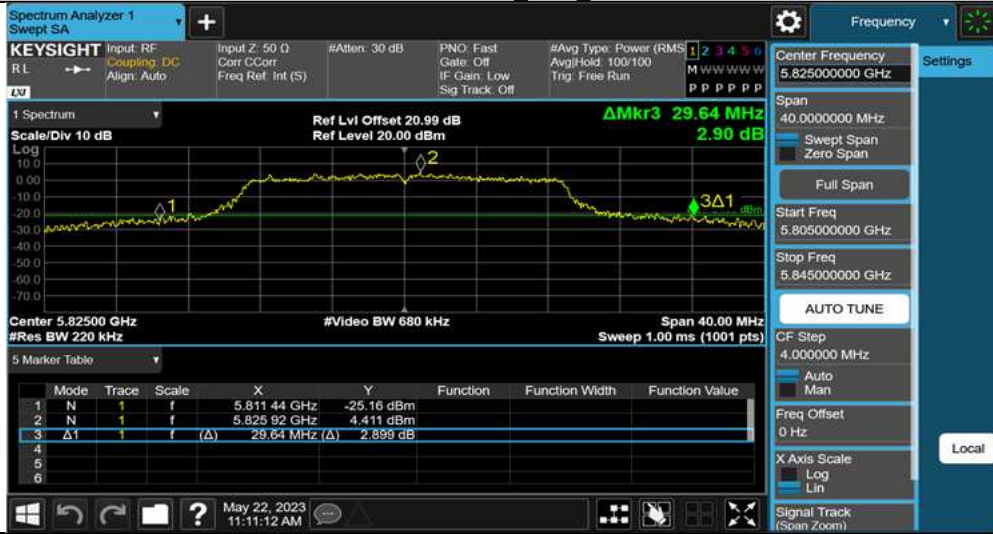 Spectrum Analyzer 1
Swept SA
Frequency
KEYSIGHT
RL
LXI
Input: RF
Coupling: DC
Align: Auto
Input Z: 50 Ω
Corr CCorr
Freq Ref: Int (S)
#Atten: 30 dB
PNO: Fast
Gate: Off
IF Gain: Low
Sig Track: Off
#Avg Type: Power (RMS
Avg|Hold: 100/100
Trig: Free Run
1 2 3 4 5 6
M W W W W W
P P P P P P
1 Spectrum
Scale/Div 10 dB
Ref Lvl Offset 20.99 dB
Ref Level 20.00 dBm
ΔMkr3 29.64 MHz
2.90 dB
Log
10.0
0.00
-10.0
-20.0
-30.0
-40.0
-50.0
-60.0
-70.0
1
2
3Δ1
dBm
Center 5.82500 GHz
#Res BW 220 kHz
#Video BW 680 kHz
Span 40.00 MHz
Sweep 1.00 ms (1001 pts)
5 Marker Table
Mode Trace Scale X Y Function Function Width Function Value
1 N 1 f 5.811 44 GHz -25.16 dBm
2 N 1 f 5.825 92 GHz 4.411 dBm
3 Δ1 1 f (Δ) 29.64 MHz (Δ) 2.899 dB
4
5
6
May 22, 2023
11:11:12 AM
Center Frequency
5.825000000 GHz
Span
40.0000000 MHz
Swept Span
Zero Span
Full Span
Start Freq
5.805000000 GHz
Stop Freq
5.845000000 GHz
AUTO TUNE
CF Step
4.000000 MHz
Auto
Man
Freq Offset
0 Hz
X Axis Scale
Log
Lin
Signal Track
(Span Zoom)
Settings
Local